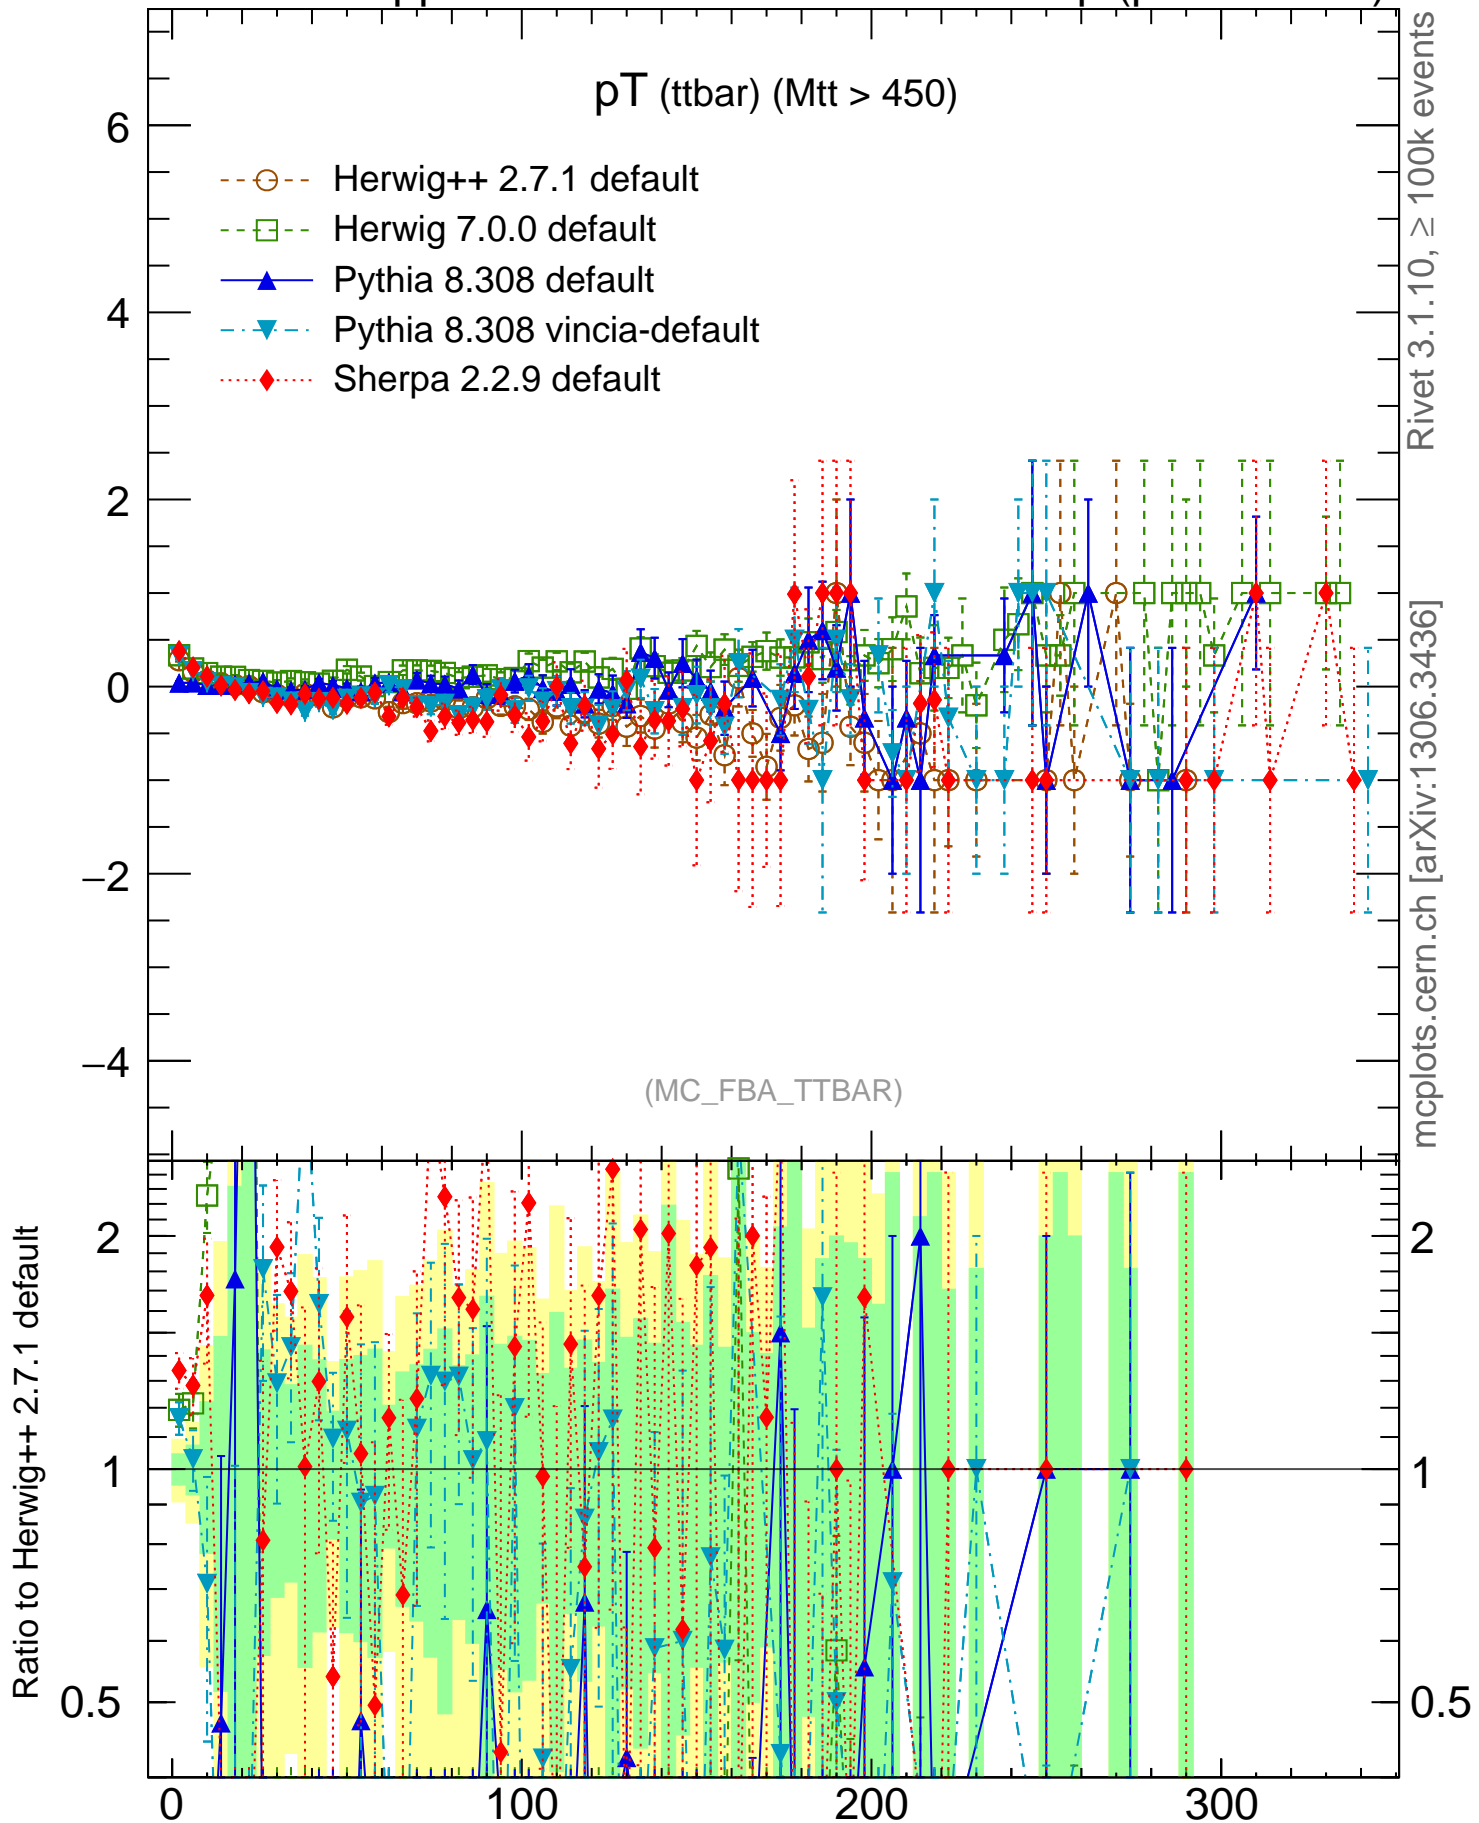 pT (ttbar) (Mtt > 450)
Herwig++ 2.7.1 default
Herwig 7.0.0 default
Pythia 8.308 default
Pythia 8.308 vincia-default
Sherpa 2.2.9 default
6
4
2
0
−2
−4
(MC_FBA_TTBAR)
Rivet 3.1.10, ≥ 100k events
mcplots.cern.ch [arXiv:1306.3436]
Ratio to Herwig++ 2.7.1 default
2
1
0.5
2
1
0.5
0
100
200
300